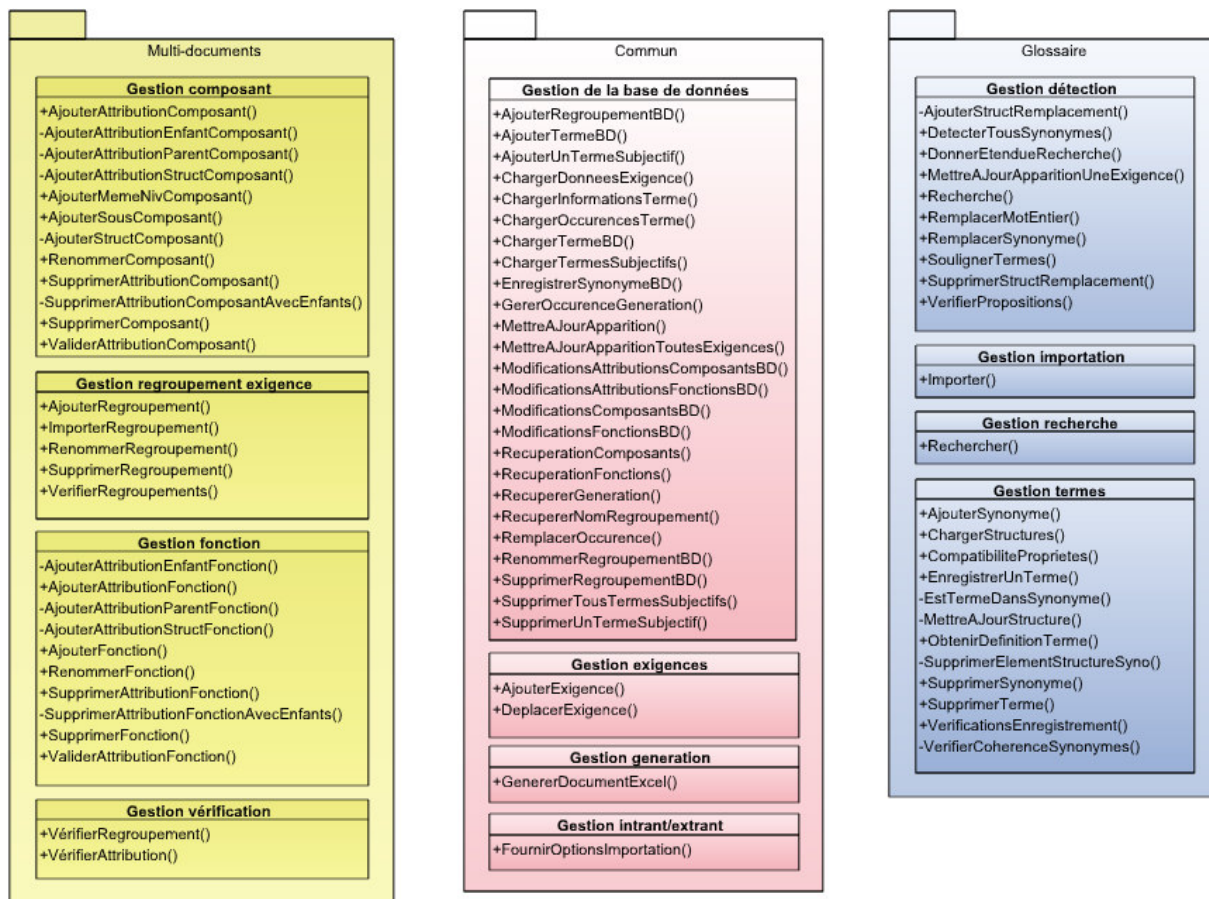 Multi-documents
Gestion composant
+AjouterAttributionComposant()
-AjouterAttributionEnfantComposant()
-AjouterAttributionParentComposant()
-AjouterAttributionStructComposant()
+AjouterMemeNivComposant()
+AjouterSousComposant()
-AjouterStructComposant()
+RenommerComposant()
+SupprimerAttributionComposant()
-SupprimerAttributionComposantAvecEnfants()
+SupprimerComposant()
+ValiderAttributionComposant()
Gestion regroupement exigence
+AjouterRegroupement()
+ImporterRegroupement()
+RenommerRegroupement()
+SupprimerRegroupement()
+VerifierRegroupements()
Gestion fonction
-AjouterAttributionEnfantFonction()
+AjouterAttributionFonction()
-AjouterAttributionParentFonction()
-AjouterAttributionStructFonction()
+AjouterFonction()
+RenommerFonction()
+SupprimerAttributionFonction()
-SupprimerAttributionFonctionAvecEnfants()
+SupprimerFonction()
+ValiderAttributionFonction()
Gestion vérification
+VérifierRegroupement()
+VérifierAttribution()
Commun
Gestion de la base de données
+AjouterRegroupementBD()
+AjouterTermeBD()
+AjouterUnTermeSubjectif()
+ChargerDonneesExigence()
+ChargerInformationsTerme()
+ChargerOccurencesTerme()
+ChargerTermeBD()
+ChargerTermesSubjectifs()
+EnregistrerSynonymeBD()
+GererOccurenceGeneration()
+MettreAJourApparition()
+MettreAJourApparitionToutesExigences()
+ModificationsAttributionsComposantsBD()
+ModificationsAttributionsFonctionsBD()
+ModificationsComposantsBD()
+ModificationsFonctionsBD()
+RecuperationComposants()
+RecuperationFonctions()
+RecupererGeneration()
+RecupererNomRegroupement()
+RemplacerOccurence()
+RenommerRegroupementBD()
+SupprimerRegroupementBD()
+SupprimerTousTermesSubjectifs()
+SupprimerUnTermeSubjectif()
Gestion exigences
+AjouterExigence()
+DeplacerExigence()
Gestion generation
+GenererDocumentExcel()
Gestion intrant/extrant
+FournirOptionsImportation()
Glossaire
Gestion détection
-AjouterStructRemplacement()
+DetecterTousSynonymes()
+DonnerEtendueRecherche()
+MettreAJourApparitionUneExigence()
+Recherche()
+RemplacerMotEntier()
+RemplacerSynonyme()
+SoulignerTermes()
+SupprimerStructRemplacement()
+VerifierPropositions()
Gestion importation
+Importer()
Gestion recherche
+Rechercher()
Gestion termes
+AjouterSynonyme()
+ChargerStructures()
+CompatibiliteProprietes()
+EnregistrerUnTerme()
-EstTermeDansSynonyme()
-MettreAJourStructure()
+ObtenirDefinitionTerme()
-SupprimerElementStructureSyno()
+SupprimerSynonyme()
+SupprimerTerme()
+VerificationsEnregistrement()
-VerifierCoherenceSynonymes()